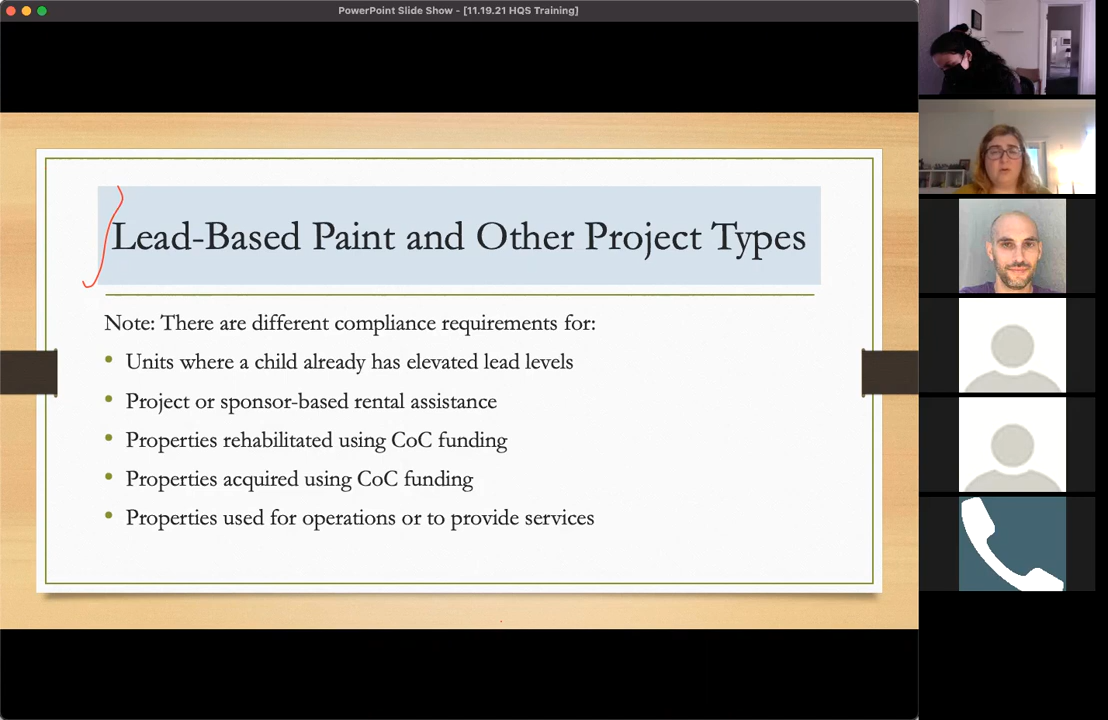 PowerPoint Slide Show - [11.19.21 HQS Training]
Lead-Based Paint and Other Project Types
Note: There are different compliance requirements for:
• Units where a child already has elevated lead levels
• Project or sponsor-based rental assistance
• Properties rehabilitated using CoC funding
• Properties acquired using CoC funding
• Properties used for operations or to provide services